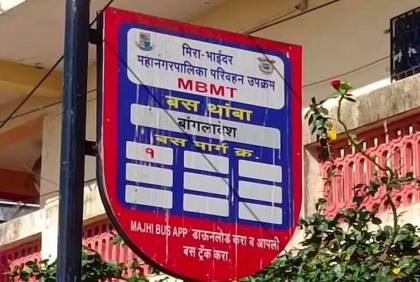 मिरा-भाईंदर
महानगरपालिका परिवहन उपक्रम
MBMT
बस थांबा
बांगलादेश
बस मार्ग क्र.
१
MAJHI BUS APP डाऊनलोड करा व आपली
बस ट्रॅक करा.